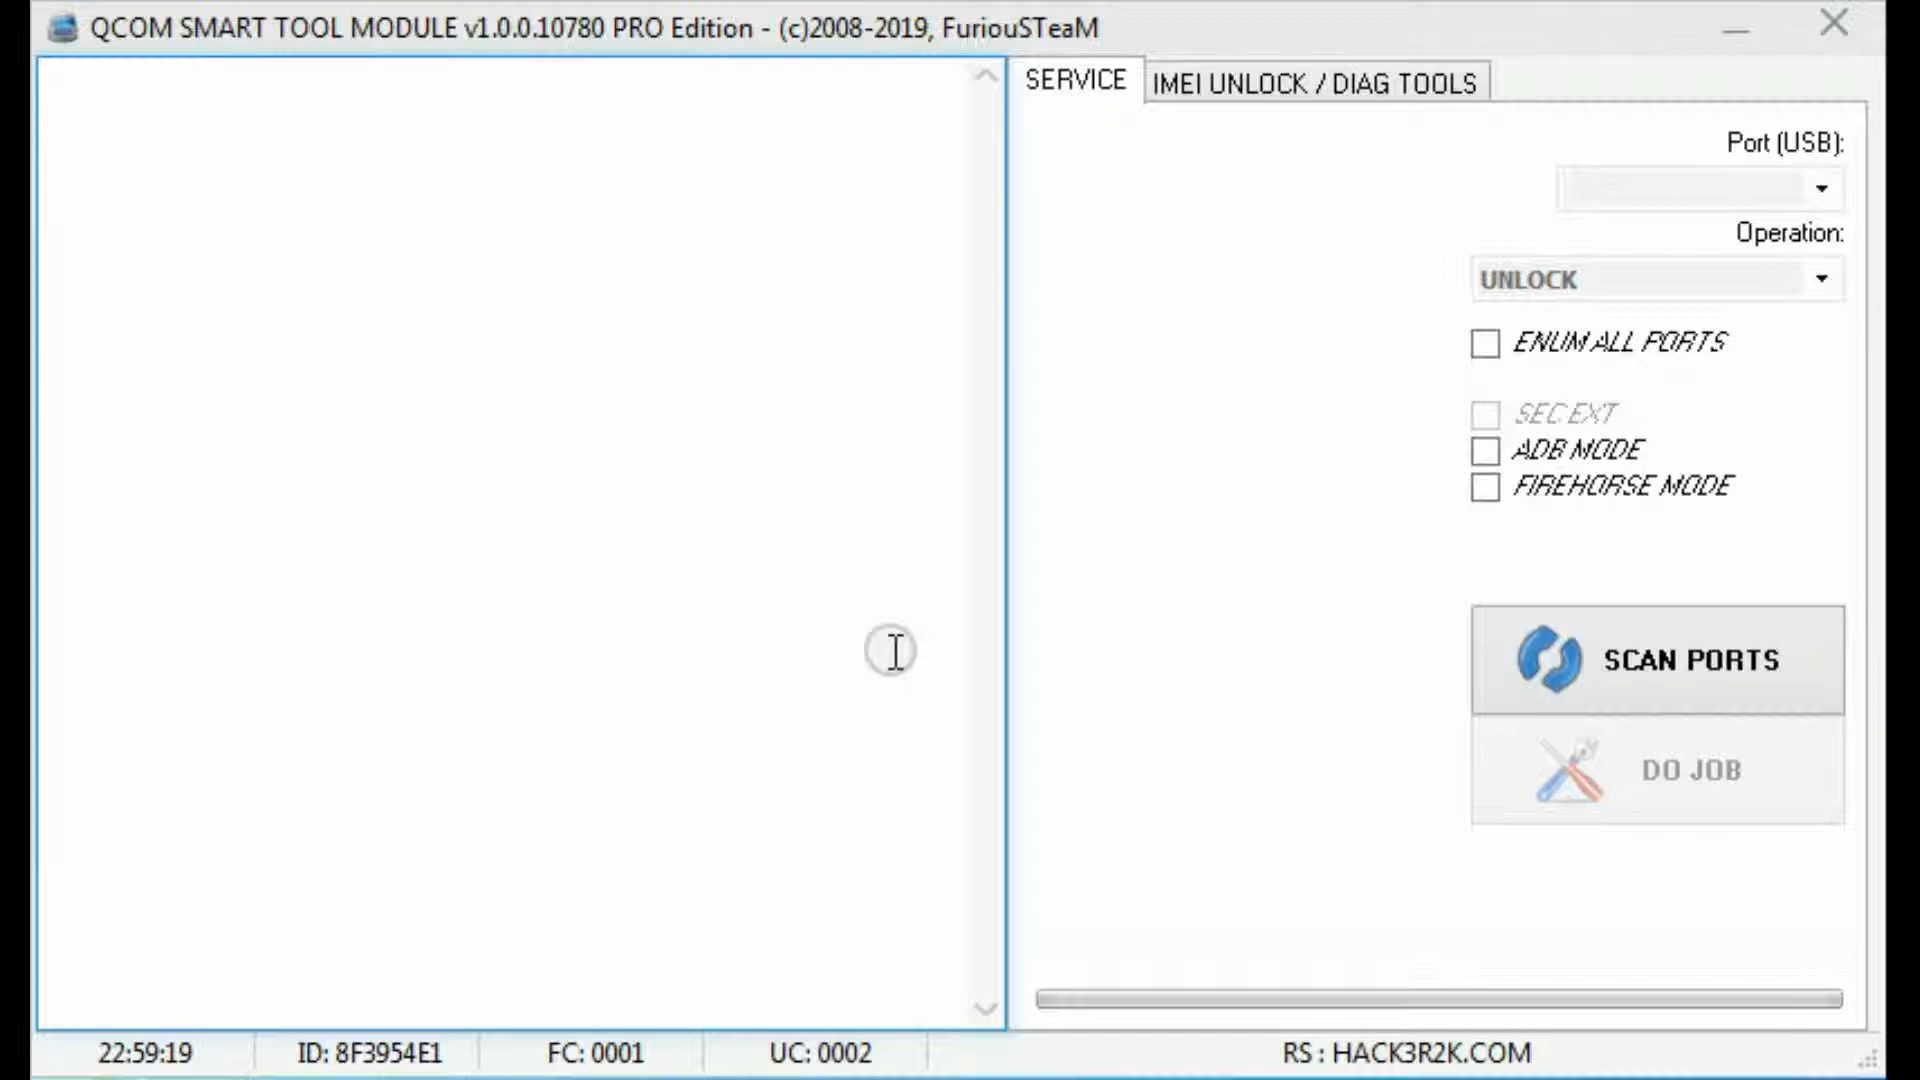 QCOM SMART TOOL MODULE v1.0.0.10780 PRO Edition - (c)2008-2019, FuriouSTeaM
SERVICE
IMEI UNLOCK / DIAG TOOLS
Port (USB):
Operation:
UNLOCK
ENUM ALL PORTS
SEC EXT
ADB MODE
FIREHORSE MODE
SCAN PORTS
DO JOB
22:59:19
ID: 8F3954E1
FC: 0001
UC: 0002
RS : HACK3R2K.COM